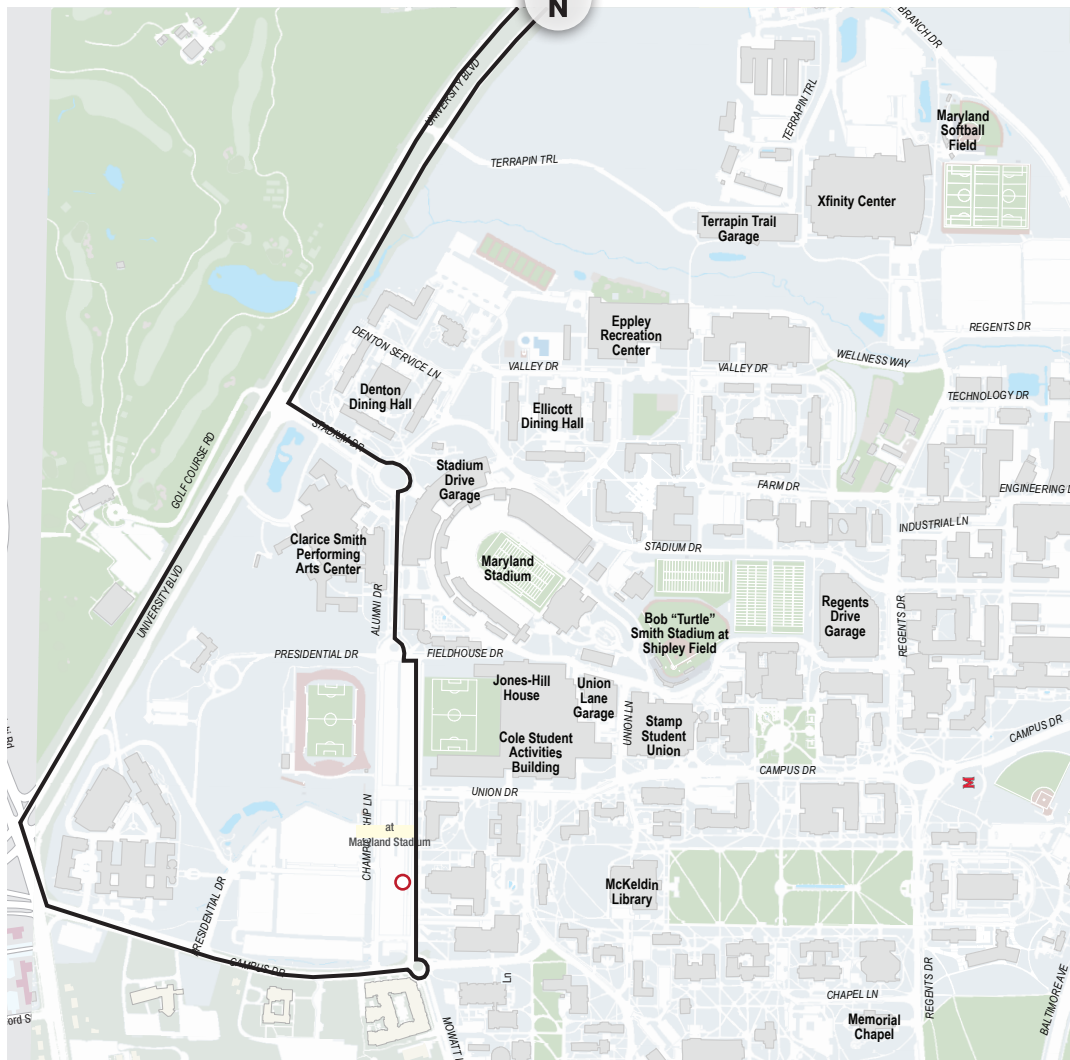 N
BRANCH DR
UNIVERSITY BLVD
TERRAPIN TRL
Maryland
Softball
Field
TERRAPIN TRL
Xfinity Center
Terrapin Trail
Garage
REGENTS DR
Eppley
Recreation
Center
WELLNESS WAY
DENTON SERVICE LN
VALLEY DR
VALLEY DR
TECHNOLOGY DR
Denton
Dining Hall
Ellicott
Dining Hall
STADIUM DR
GOLF COURSE RD
Stadium
Drive
Garage
FARM DR
ENGINEERING
INDUSTRIAL LN
Clarice Smith
Performing
Arts Center
STADIUM DR
Maryland
Stadium
UNIVERSITY BLVD
ALUMNI DR
Bob “Turtle”
Smith Stadium at
Shipley Field
Regents
Drive
Garage
REGENTS DR
PRESIDENTIAL DR
FIELDHOUSE DR
Jones-Hill
House
Union
Lane
Garage
UNION LN
Stamp
Student
Union
Cole Student
Activities
Building
CAMPUS DR
CAMPUS DR
M
UNION DR
CHAMP HIP LN
at
Maryland Stadium
McKeldin
Library
PRESIDENTIAL DR
CAMPUS DR
REGENTS DR
CHAPEL LN
Memorial
Chapel
BALTIMORE AVE
MOWATT
ord S
Rd